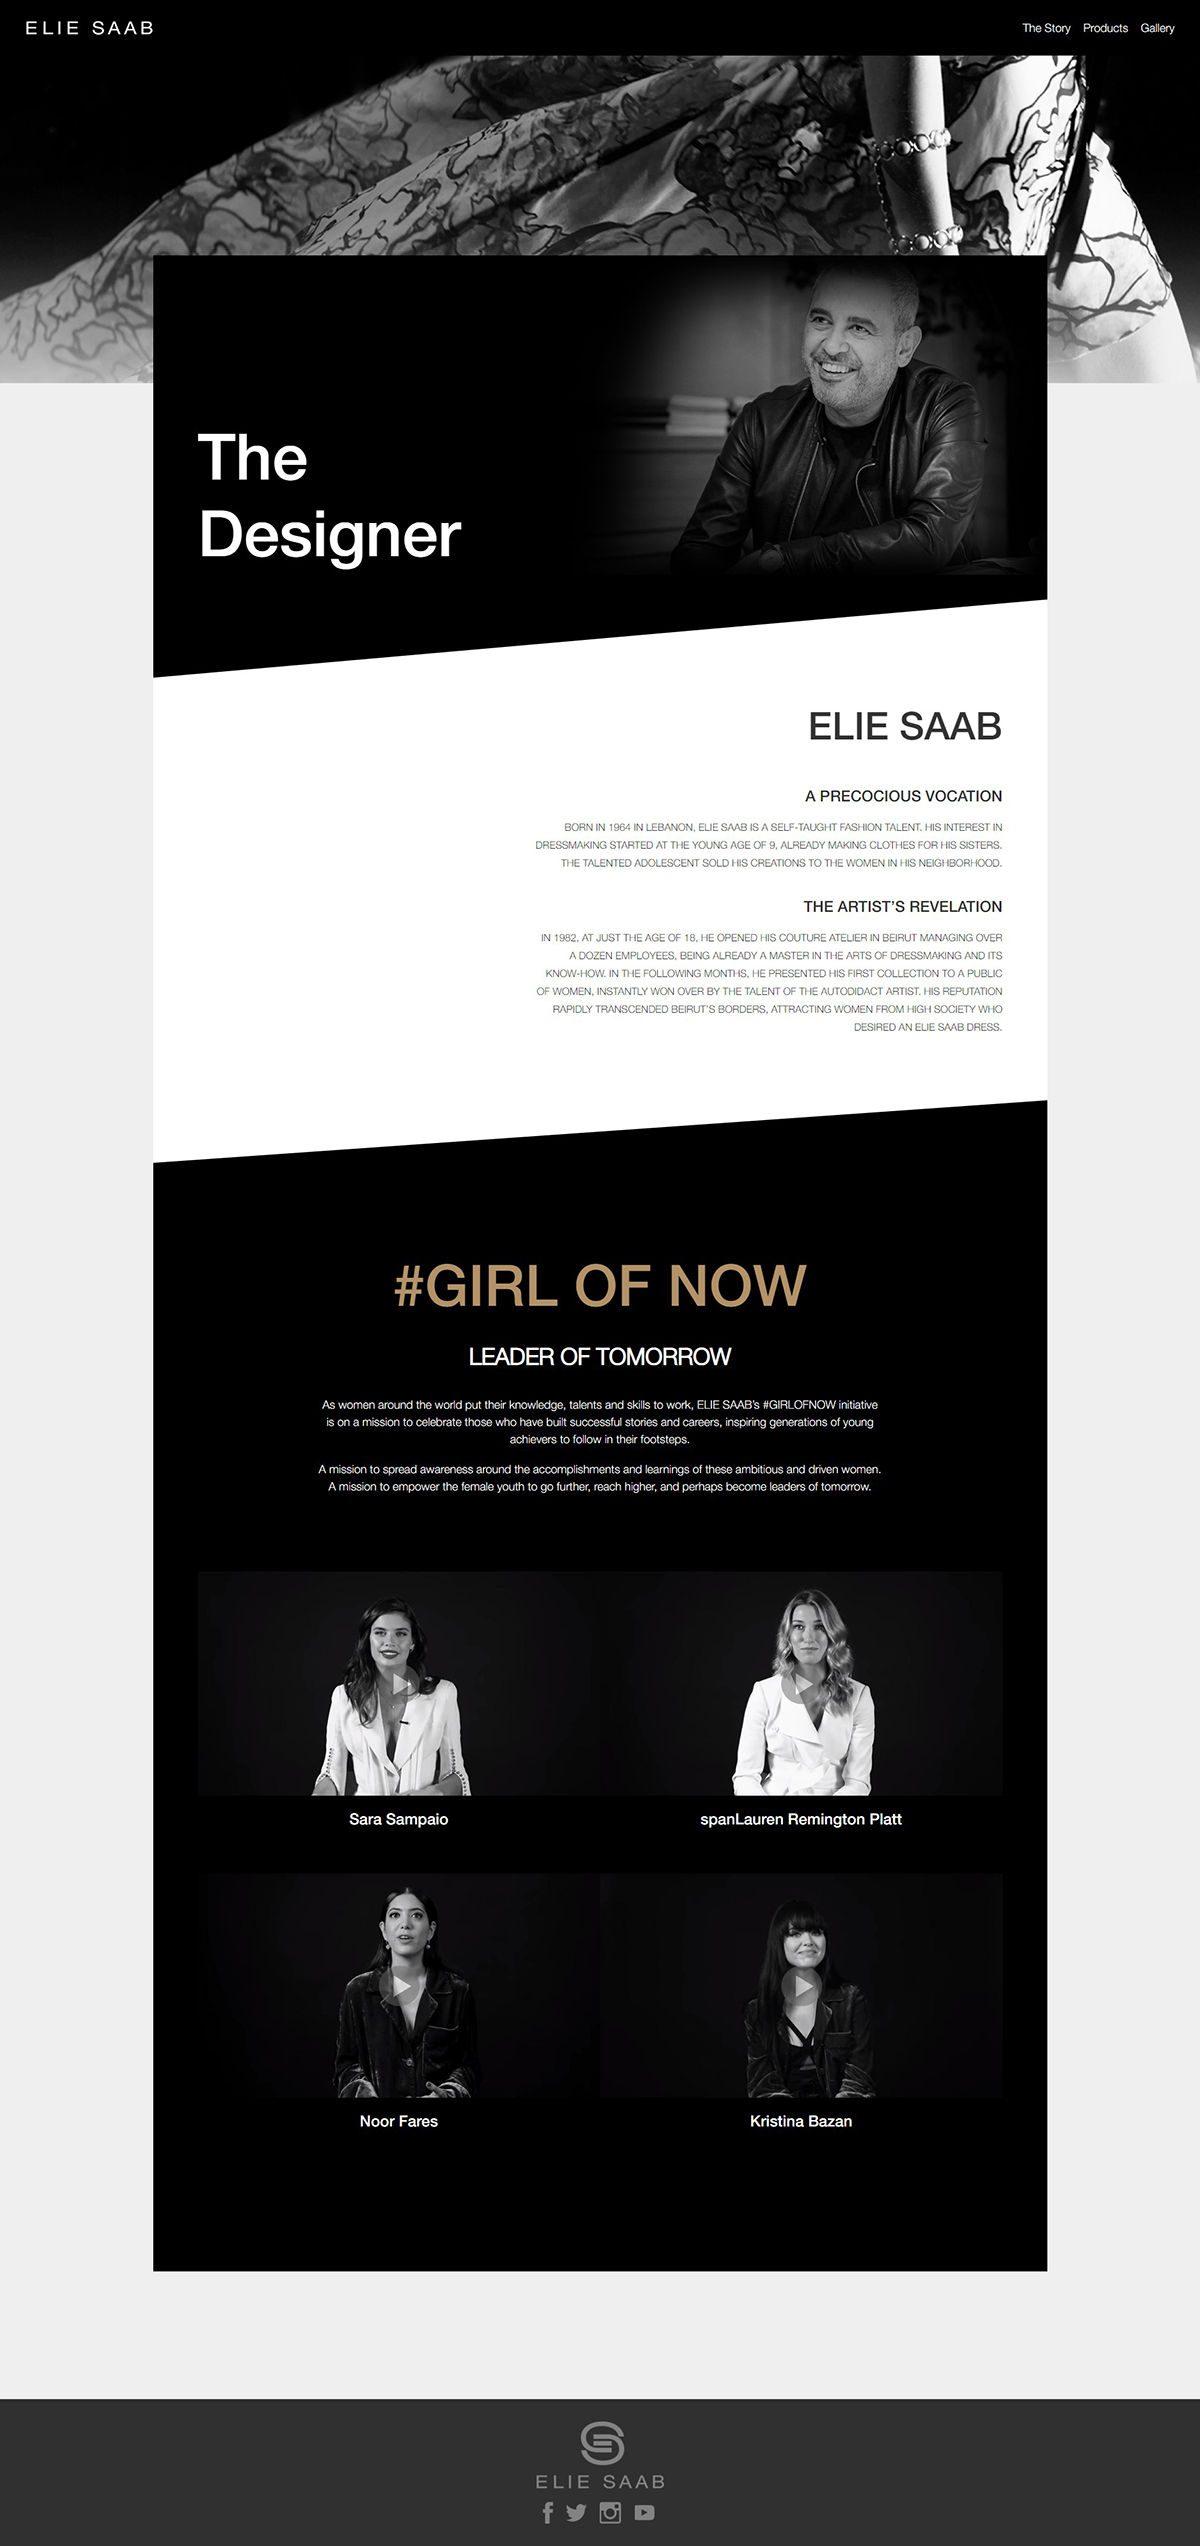 ELIE SAAB
The Story Products Gallery
The
Designer
ELIE SAAB
A PRECOCIOUS VOCATION
BORN IN 1964 IN LEBANON, ELIE SAAB IS A SELF-TAUGHT FASHION TALENT. HIS INTEREST IN
DRESSMAKING STARTED AT THE YOUNG AGE OF 9, ALREADY MAKING CLOTHES FOR HIS SISTERS.
THE TALENTED ADOLESCENT SOLD HIS CREATIONS TO THE WOMEN IN HIS NEIGHBORHOOD.
THE ARTIST’S REVELATION
IN 1982, AT JUST THE AGE OF 18, HE OPENED HIS COUTURE ATELIER IN BEIRUT MANAGING OVER
A DOZEN EMPLOYEES, BEING ALREADY A MASTER IN THE ARTS OF DRESSMAKING AND ITS
KNOW-HOW. IN THE FOLLOWING MONTHS, HE PRESENTED HIS FIRST COLLECTION TO A PUBLIC
OF WOMEN, INSTANTLY WON OVER BY THE TALENT OF THE AUTODIDACT ARTIST. HIS REPUTATION
RAPIDLY TRANSCENDED BEIRUT’S BORDERS, ATTRACTING WOMEN FROM HIGH SOCIETY WHO
DESIRED AN ELIE SAAB DRESS.
#GIRL OF NOW
LEADER OF TOMORROW
As women around the world put their knowledge, talents and skills to work, ELIE SAAB’s #GIRLOFNOW initiative
is on a mission to celebrate those who have built successful stories and careers, inspiring generations of young
achievers to follow in their footsteps.
A mission to spread awareness around the accomplishments and learnings of these ambitious and driven women.
A mission to empower the female youth to go further, reach higher, and perhaps become leaders of tomorrow.
Sara Sampaio
spanLauren Remington Platt
Noor Fares
Kristina Bazan
ELIE SAAB